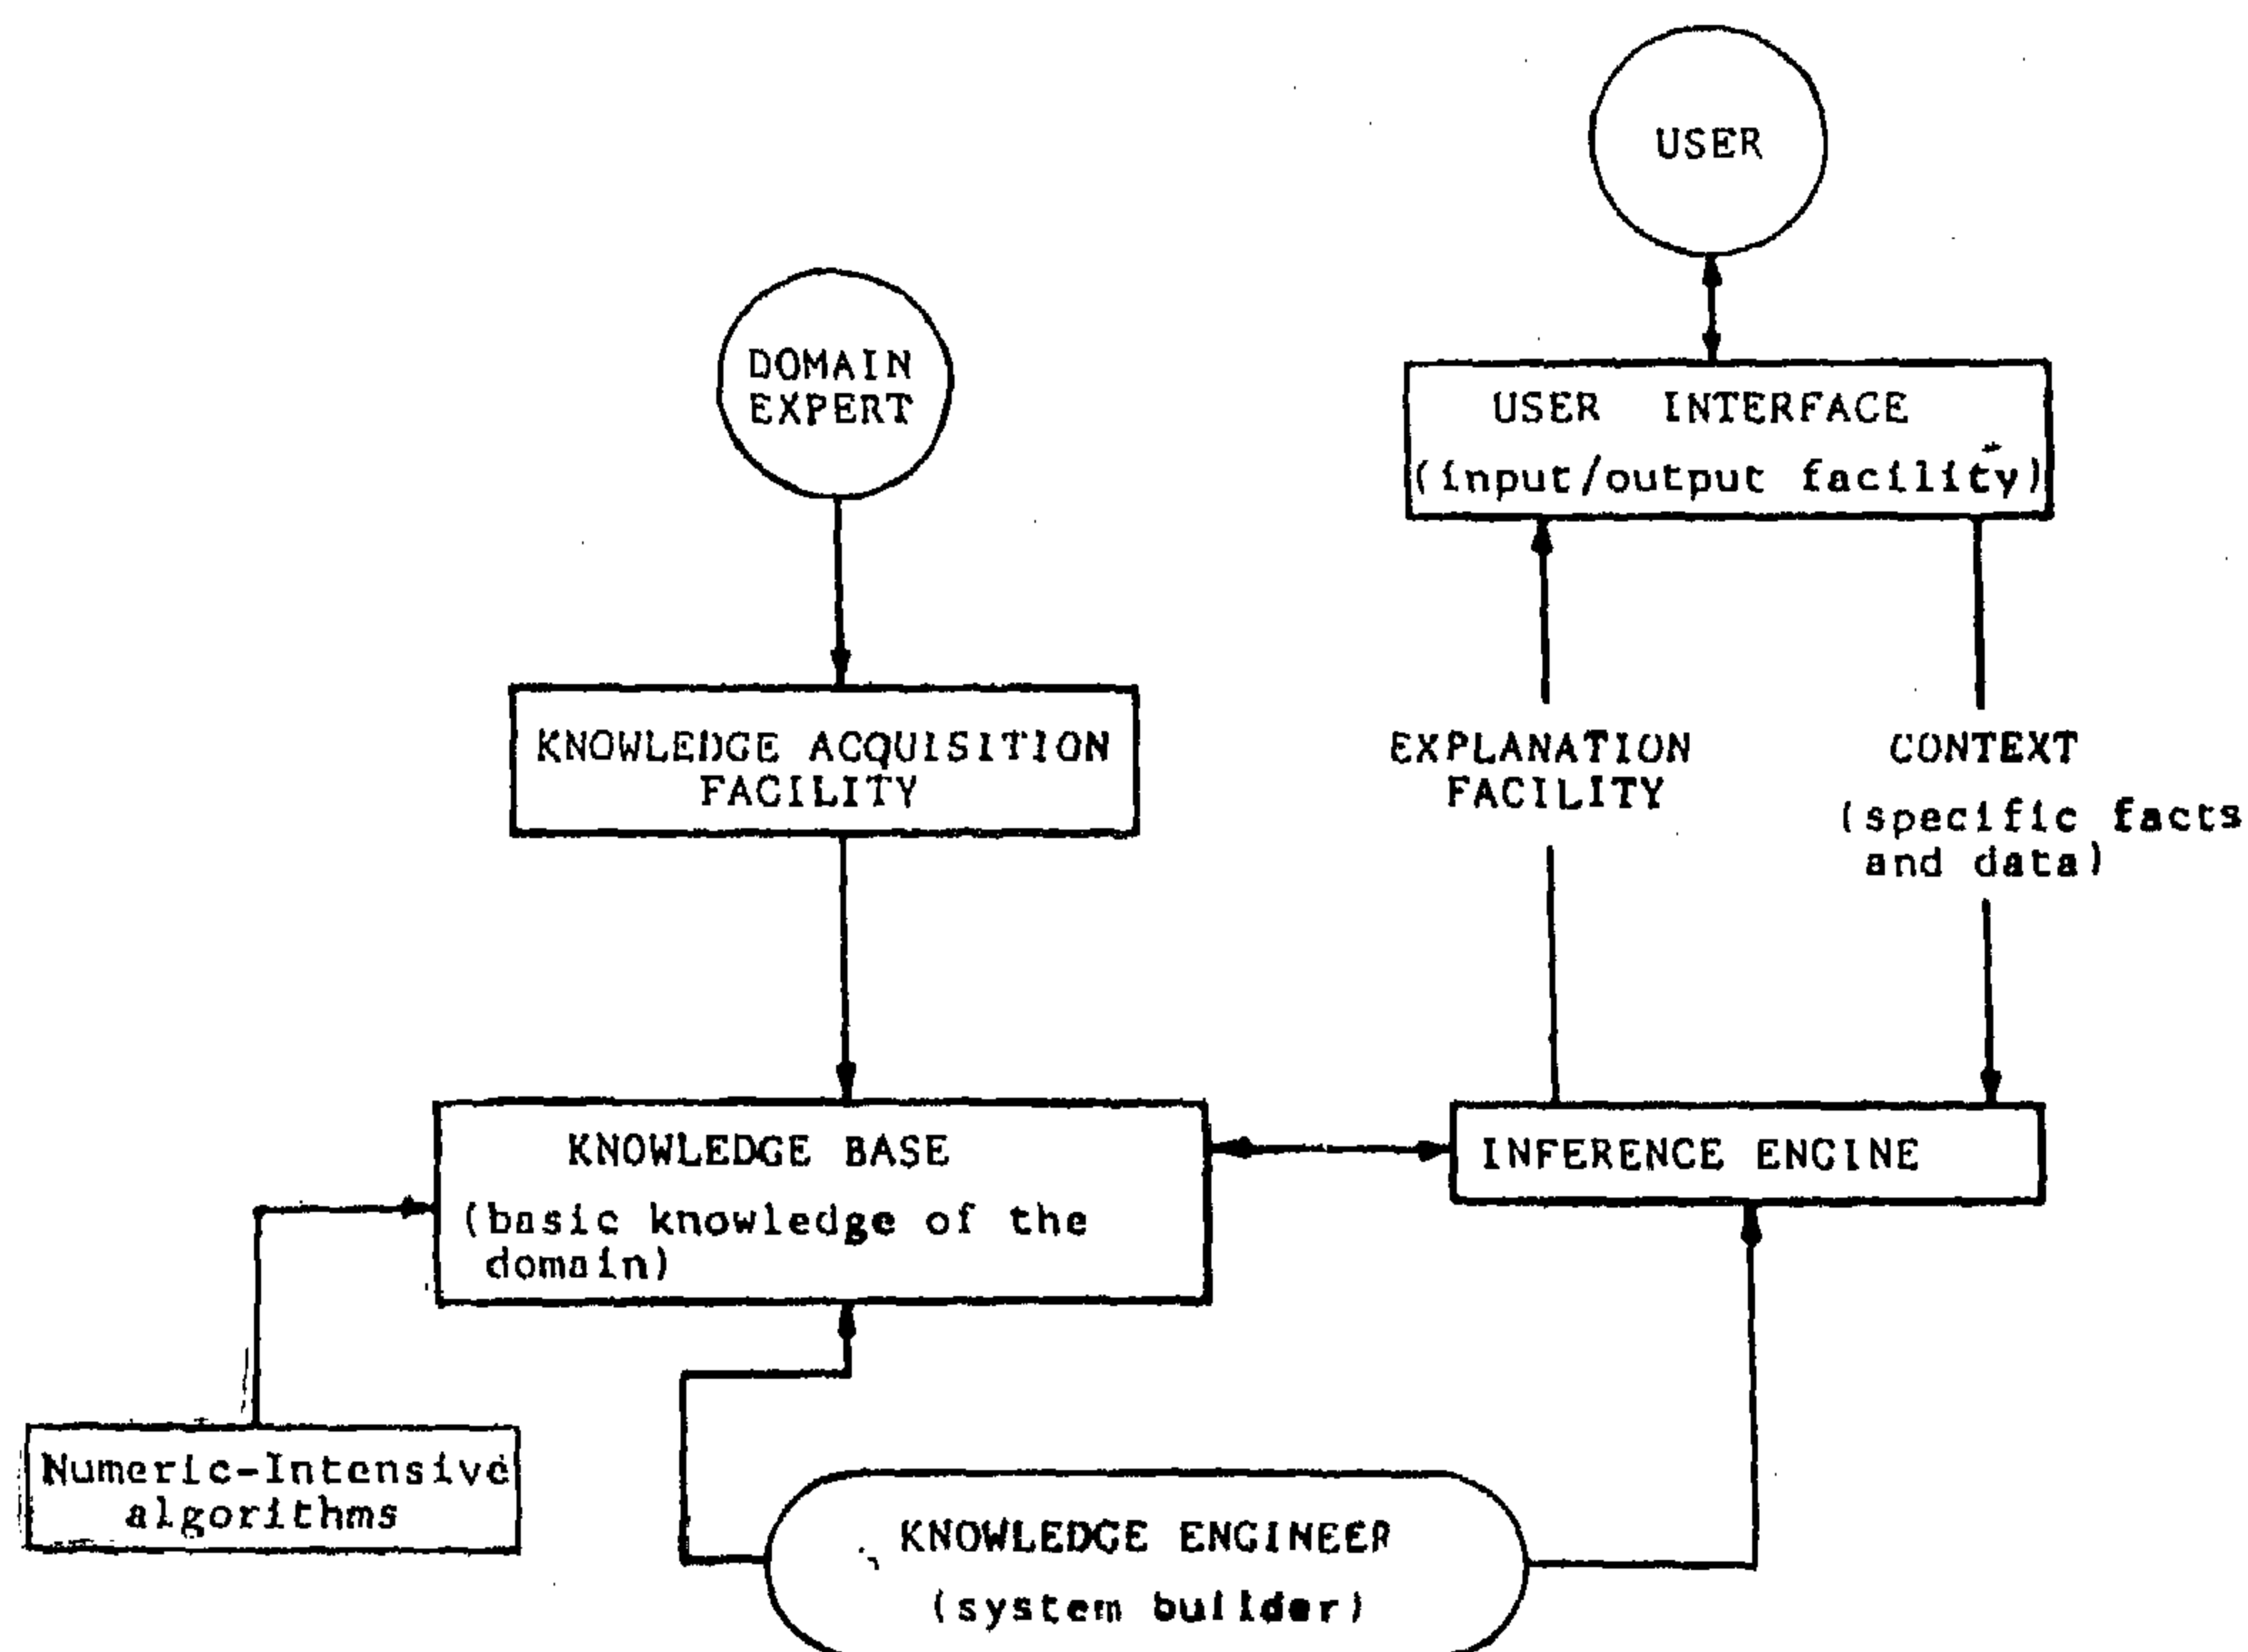 USER
DOMAIN
EXPERT
USER INTERFACE
(input/output facility)
KNOWLEDGE ACQUISITION
FACILITY
EXPLANATION
FACILITY
CONTEXT
(specific facts
and data)
KNOWLEDGE BASE
(basic knowledge of the
domain)
INFERENCE ENGINE
Numeric-Intensive
algorithms
KNOWLEDGE ENGINEER
(system builder)